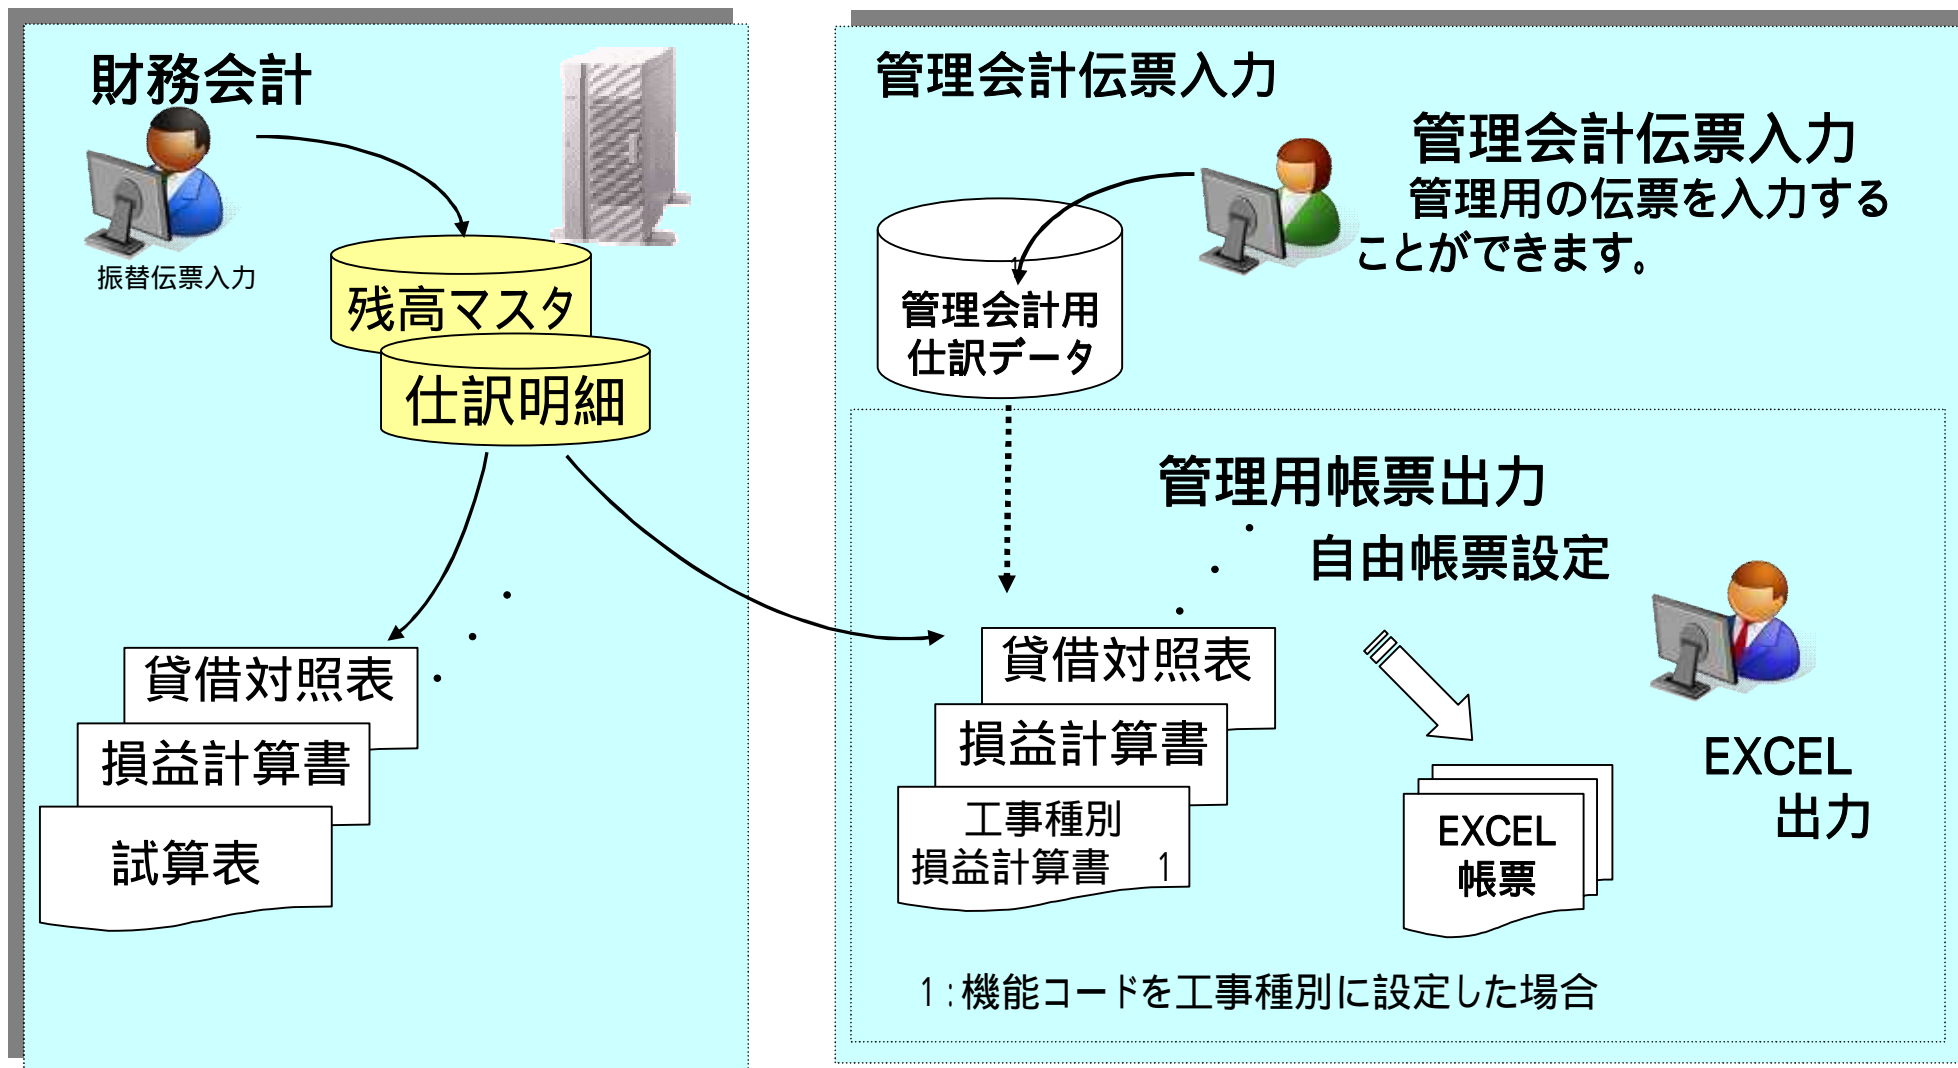 財務会計
振替伝票入力
残高マスタ
仕訳明細
貸借対照表
損益計算書
試算表
管理会計伝票入力
管理会計伝票入力
管理用の伝票を入力する
ことができます。
1
管理会計用
仕訳データ
管理用帳票出力
自由帳票設定
貸借対照表
損益計算書
工事種別
損益計算書 1
EXCEL
帳票
EXCEL
出力
1:機能コードを工事種別に設定した場合